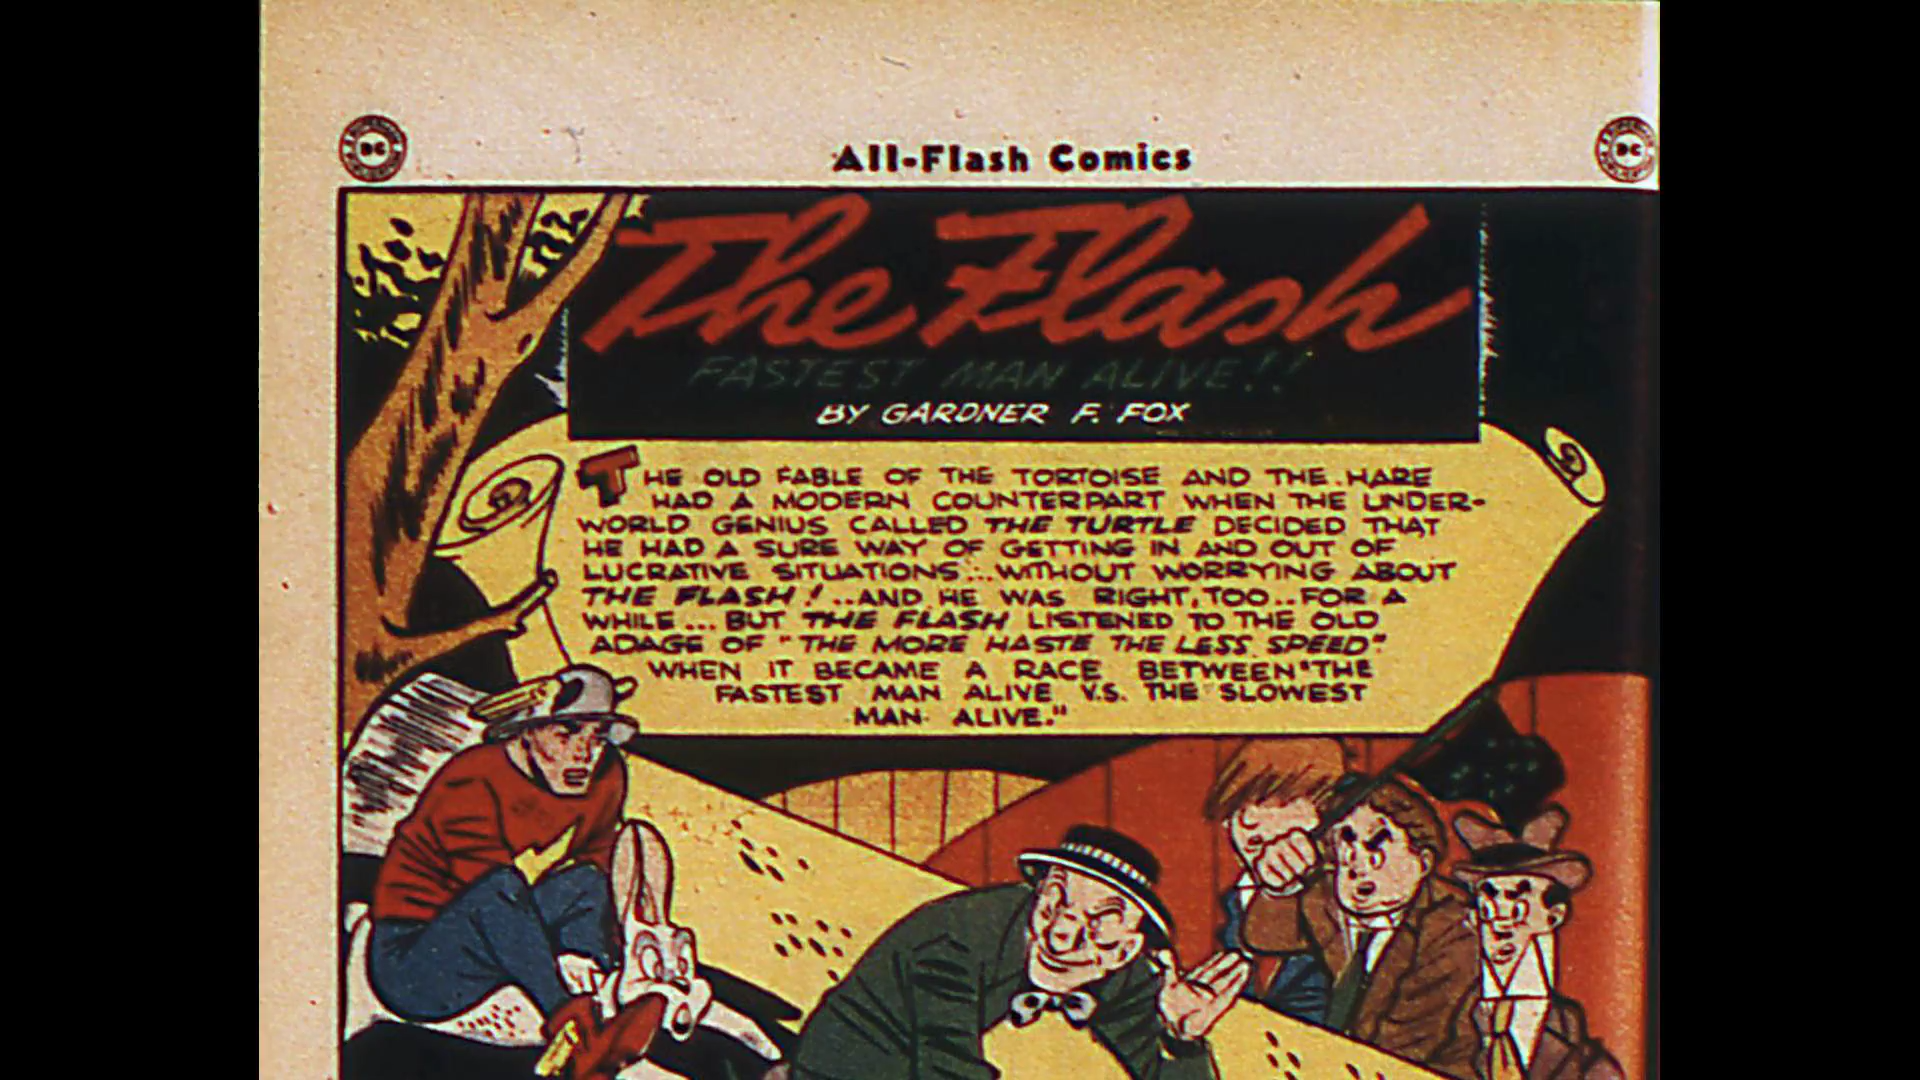 All-Flash Comics
DC
DC
The Flash
FASTEST MAN ALIVE!!
BY GARDNER F. FOX
THE OLD FABLE OF THE TORTOISE AND THE HARE
HAD A MODERN COUNTERPART WHEN THE UNDER-
WORLD GENIUS CALLED THE TURTLE DECIDED THAT
HE HAD A SURE WAY OF GETTING IN AND OUT OF
LUCRATIVE SITUATIONS...WITHOUT WORRYING ABOUT
THE FLASH!..AND HE WAS RIGHT, TOO..FOR A
WHILE... BUT THE FLASH LISTENED TO THE OLD
ADAGE OF "THE MORE HASTE THE LESS SPEED"
WHEN IT BECAME A RACE BETWEEN "THE
FASTEST MAN ALIVE V.S. THE SLOWEST
MAN ALIVE."